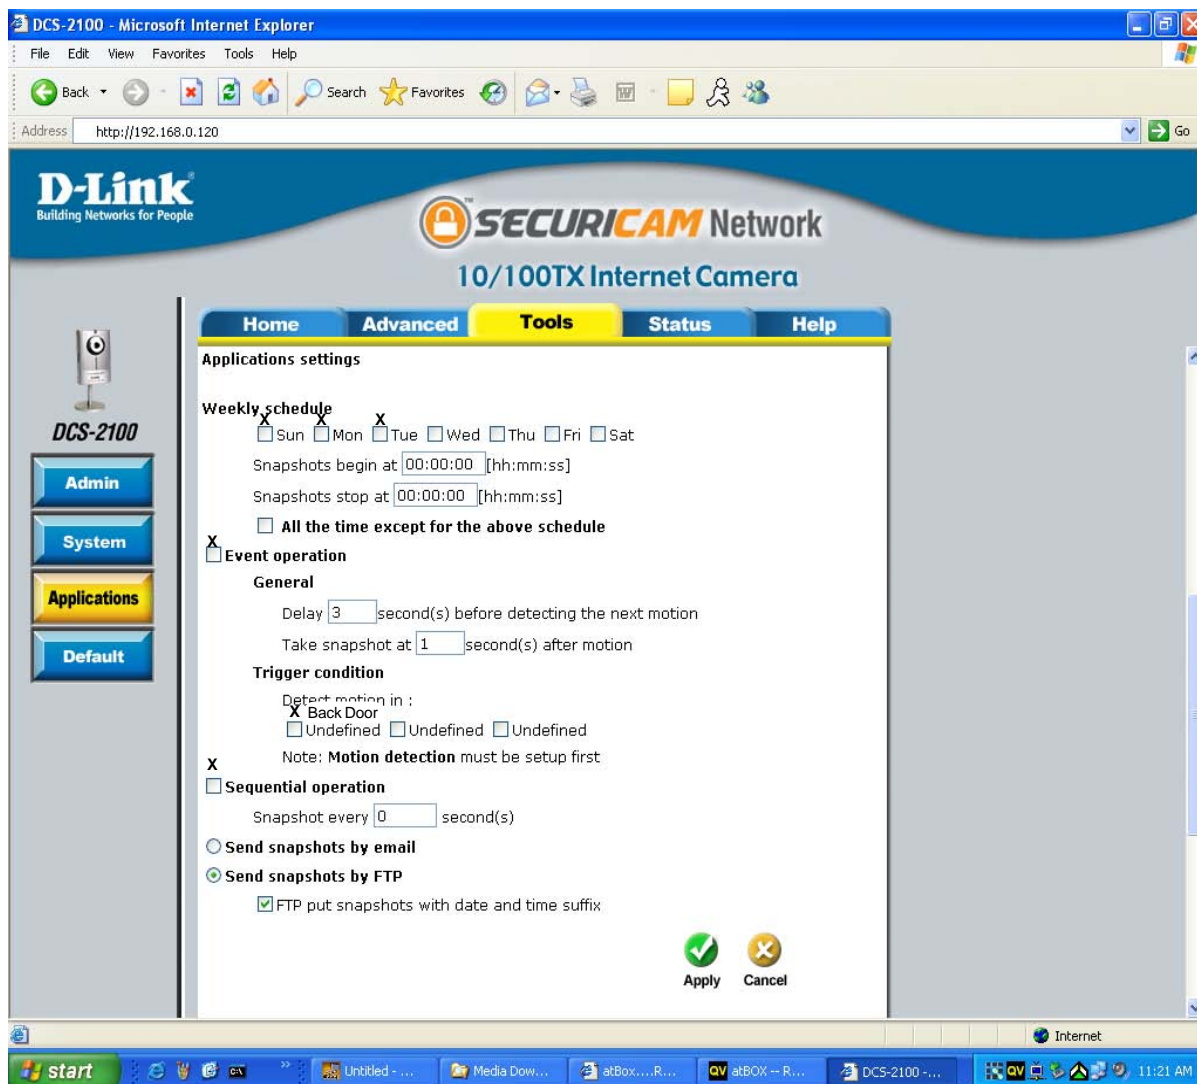 DCS-2100 - Microsoft Internet Explorer
File Edit View Favorites Tools Help
Back Search Favorites
Address http://192.168.0.120 Go
D-Link
Building Networks for People
SECURICAM Network
TM
10/100TX Internet Camera
Home Advanced Tools Status Help
DCS-2100
Admin
System
Applications
Default
Applications settings
Weekly schedule
X X X
Sun Mon Tue Wed Thu Fri Sat
Snapshots begin at 00:00:00 [hh:mm:ss]
Snapshots stop at 00:00:00 [hh:mm:ss]
All the time except for the above schedule
X
Event operation
General
Delay 3 second(s) before detecting the next motion
Take snapshot at 1 second(s) after motion
Trigger condition
Detect motion in :
X Back Door
Undefined Undefined Undefined
Note: Motion detection must be setup first
X
Sequential operation
Snapshot every 0 second(s)
Send snapshots by email
Send snapshots by FTP
FTP put snapshots with date and time suffix
Apply Cancel
Internet
start Untitled - ... Media Dow... atBox....R... QV atBOX -- R... DCS-2100 -... QV 11:21 AM